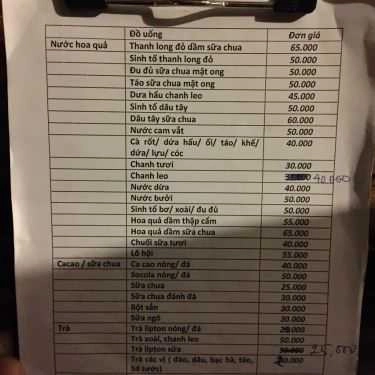 Đồ uống Đơn giá
Nước hoa quả Thanh long đỏ dầm sữa chua 65.000
Sinh tố thanh long đỏ 50.000
Đu đủ sữa chua mật ong 50.000
Táo sữa chua mật ong 50.000
Dưa hấu chanh leo 45.000
Sinh tố dâu tây 50.000
Dâu tây sữa chua 60.000
Nước cam vắt 50.000
Cà rốt/ dứa hấu/ ổi/ táo/ khế/ 40.000
dừa/ lựu/ cóc
Chanh tươi 30.000
Chanh leo 40.000
Nước dừa 40.000
Nước bưởi 50.000
Sinh tố bơ/ xoài/ đu đủ 50.000
Hoa quả dầm thập cẩm 55.000
Hoa quả dầm sữa chua 65.000
Chuối sữa tươi 40.000
Lô hội 35.000
Cacao / sữa chua Ca cao nóng/ đá 40.000
Socola nóng/ đá 50.000
Sữa chua 25.000
Sữa chua đánh đá 30.000
Bột sắn 30.000
Sữa ngô 30.000
Trà Trà lipton nóng/ đá
Trà xoài, chanh leo 30.000
Trà lipton sữa 25,000
Trà các vị ( đào, dâu, bạc hà, táo,